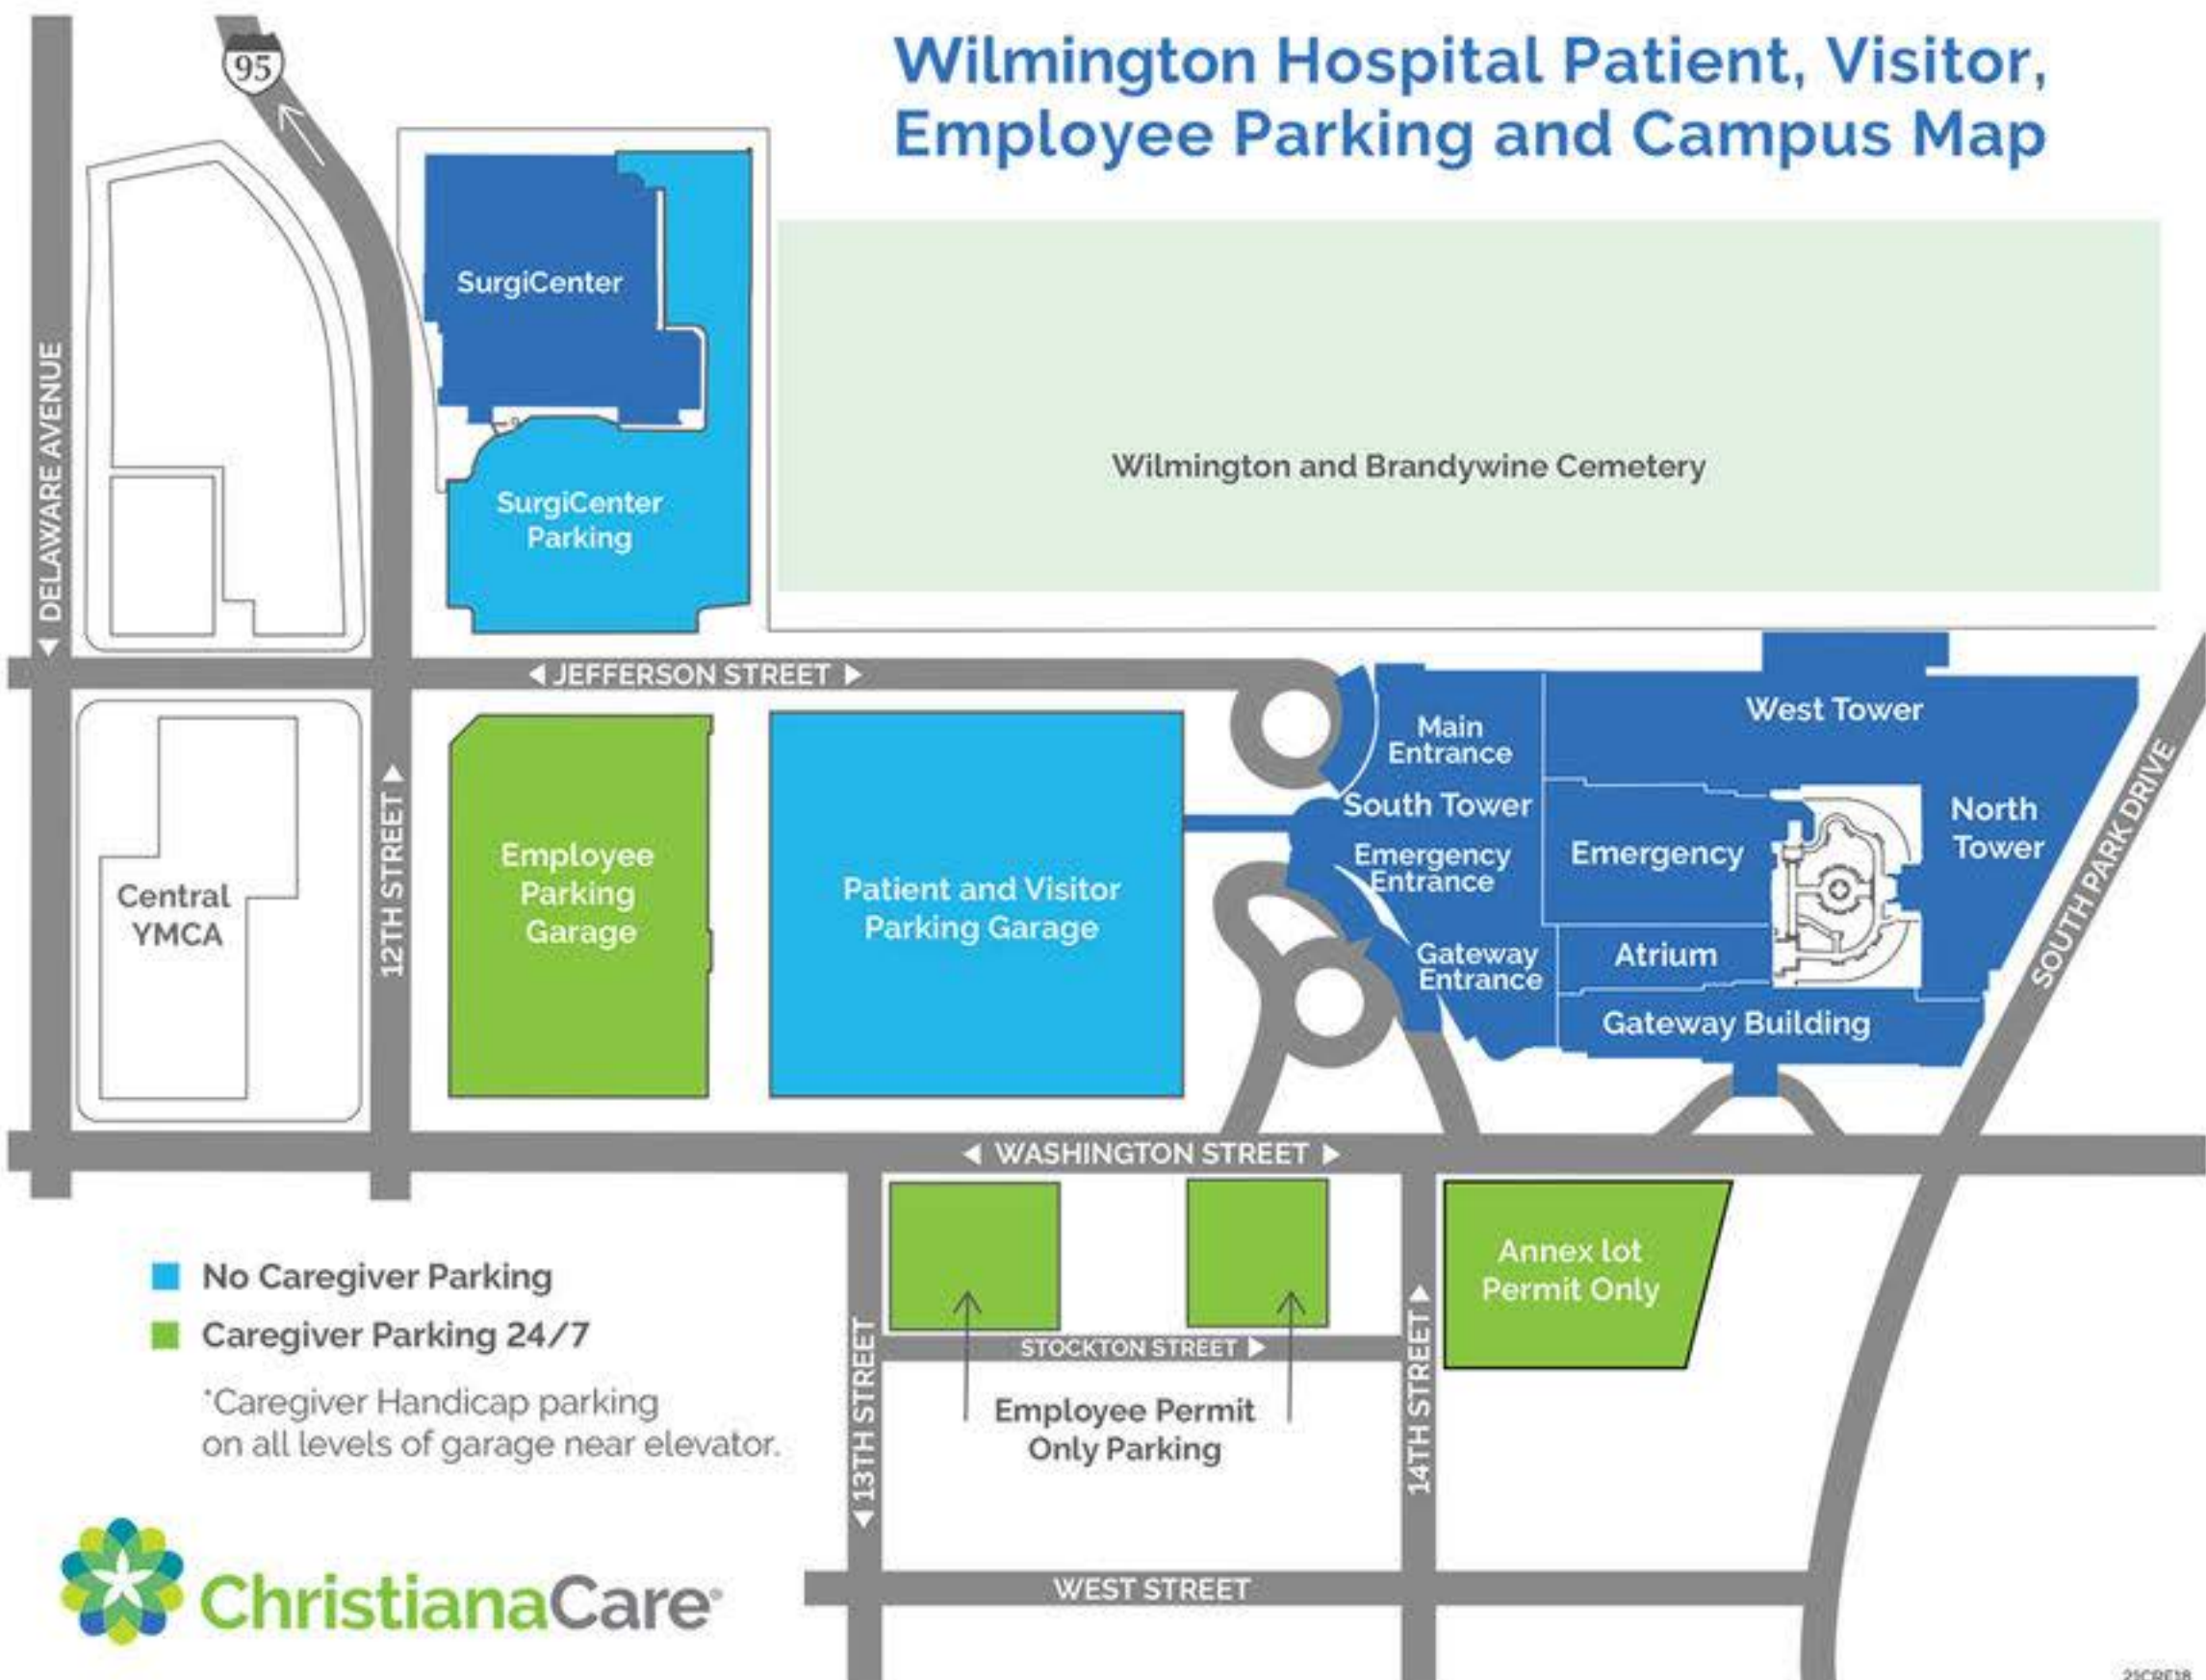 Wilmington Hospital Patient, Visitor,
Employee Parking and Campus Map
95
SurgiCenter
SurgiCenter
Parking
Wilmington and Brandywine Cemetery
DELAWARE AVENUE
JEFFERSON STREET
12TH STREET
Central
YMCA
Employee
Parking
Garage
Patient and Visitor
Parking Garage
Main
Entrance
South Tower
Emergency
Entrance
Gateway
Entrance
West Tower
Emergency
North
Tower
Atrium
Gateway Building
SOUTH PARK DRIVE
WASHINGTON STREET
Annex lot
Permit Only
STOCKTON STREET
Employee Permit
Only Parking
13TH STREET
14TH STREET
WEST STREET
No Caregiver Parking
Caregiver Parking 24/7
*Caregiver Handicap parking
on all levels of garage near elevator.
ChristianaCare®
21CRE18